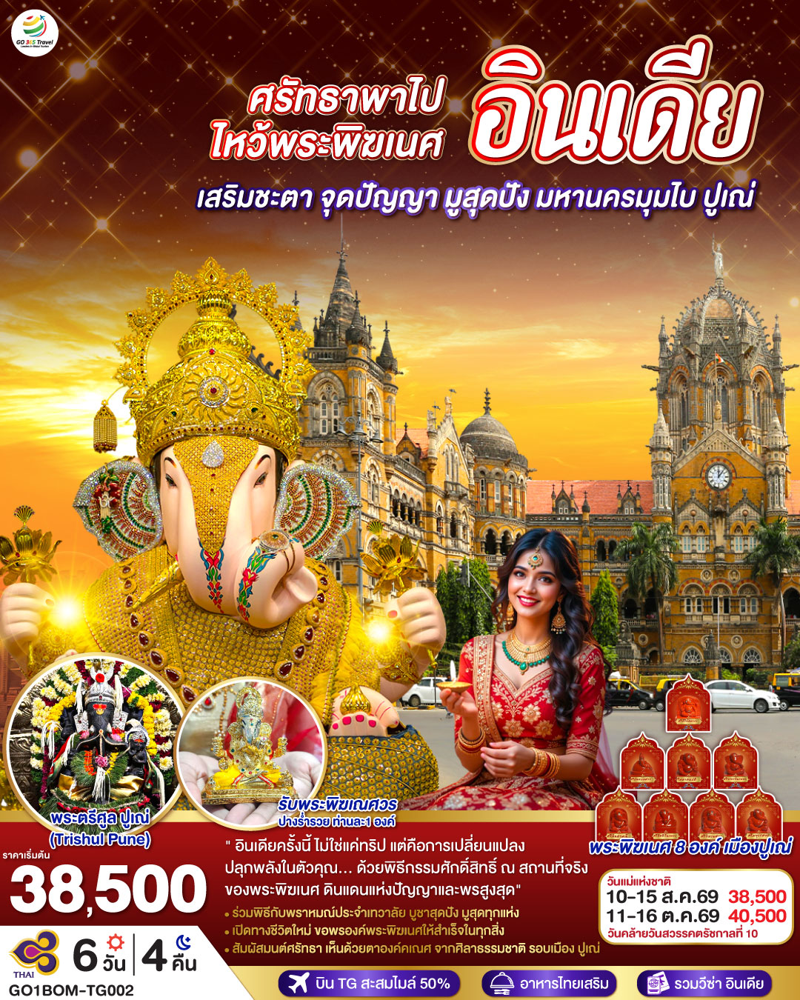 GO 365 Travel
ศรัทธาพาไป
ไหว้พระพิฆเนศ
อินเดีย
เสริมชะตา จุดปัญญา มูสุดปัง มหานครมุมไบ ปูเณ่
พระตรีศูล ปูเณ่
(Trishul Pune)
รับพระพิฆเณศวร
ปางร่ำรวย ท่านละ1 องค์
พระพิฆเนศ 8 องค์ เมืองปูเณ่
ราคาเริ่มต้น
38,500
" อินเดียครั้งนี้ ไม่ใช่แค่ทริป แต่คือการเปลี่ยนแปลง
ปลุกพลังในตัวคุณ... ด้วยพิธีกรรมศักดิ์สิทธิ์ ณ สถานที่จริง
ของพระพิฆเนศ ดินแดนแห่งปัญญาและพรสูงสุด"
• ร่วมพิธีกับพราหมณ์ประจำเทวาลัย บูชาสุดปัง มูสุดทุกแห่ง
• เปิดทางชีวิตใหม่ ขอพรองค์พระพิฆเนศให้สำเร็จในทุกสิ่ง
• สัมผัสมนต์ศรัทธา เห็นด้วยตาองค์คเณศ จากศิลาธรรมชาติ รอบเมือง ปูเณ่
วันแม่แห่งชาติ
10-15 ส.ค.69 38,500
11-16 ต.ค.69 40,500
วันคล้ายวันสวรรคตรัชกาลที่ 10
THAI
6 วัน | 4 คืน
GO1BOM-TG002
บิน TG สะสมไมล์ 50%
อาหารไทยเสริม
รวมวีซ่า อินเดีย